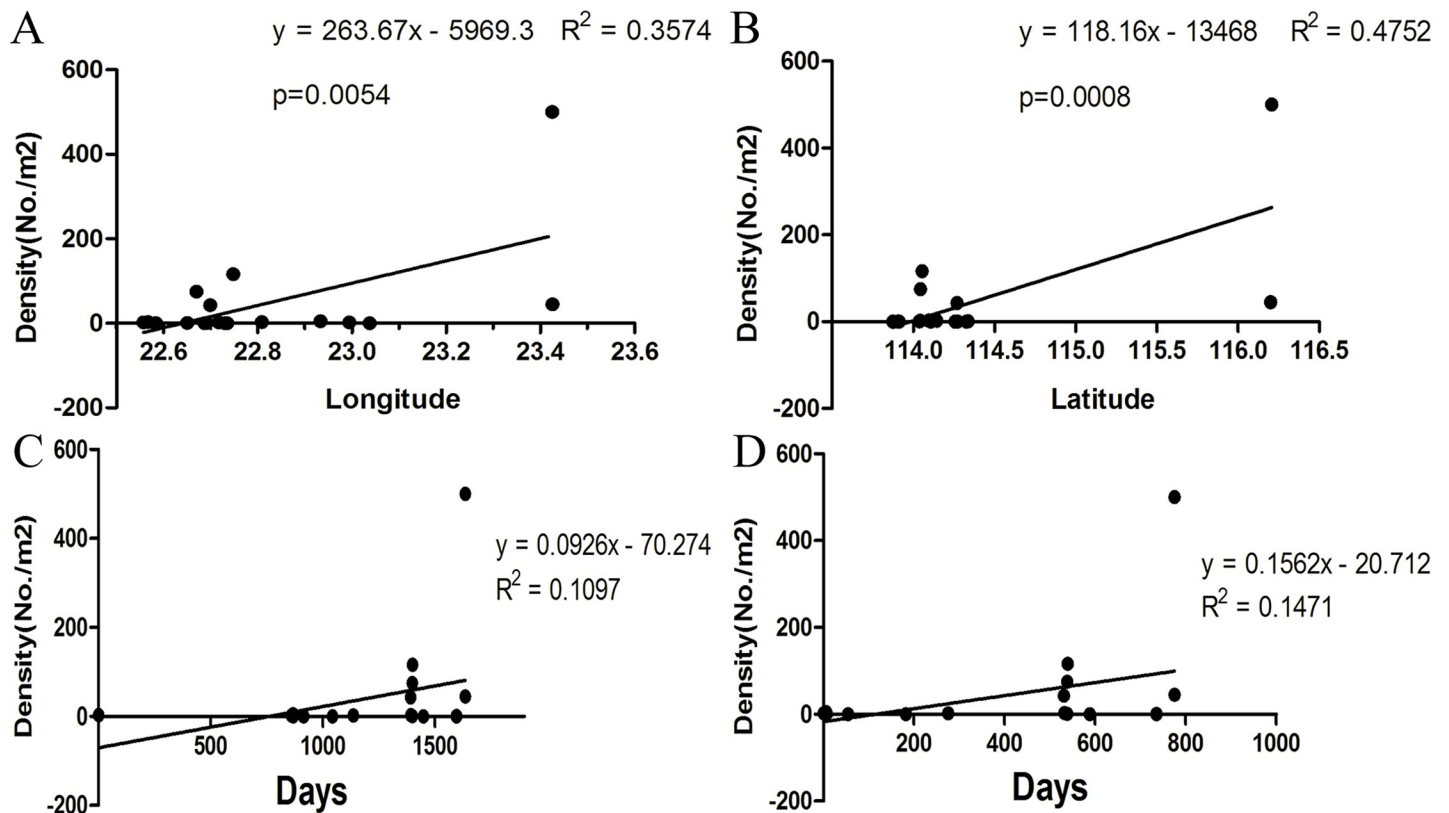 A
y = 263.67x - 5969.3 R² = 0.3574
p=0.0054
Density(No./m2)
600
400
200
0
-200
22.6 22.8 23.0 23.2 23.4 23.6
Longitude
B
y = 118.16x - 13468 R² = 0.4752
p=0.0008
Density(No./m2)
600
400
200
0
-200
114.0 114.5 115.0 115.5 116.0 116.5
Latitude
C
y = 0.0926x - 70.274
R² = 0.1097
Density(No./m2)
600
400
200
0
-200
500 1000 1500
Days
D
y = 0.1562x - 20.712
R² = 0.1471
Density(No./m2)
600
400
200
0
-200
200 400 600 800 1000
Days